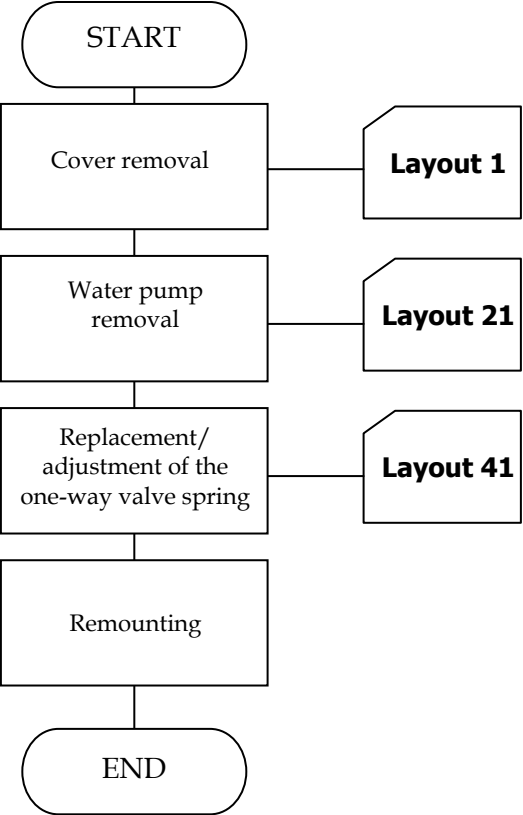 START
Cover removal
Layout 1
Water pump
removal
Layout 21
Replacement/
adjustment of the
one-way valve spring
Layout 41
Remounting
END